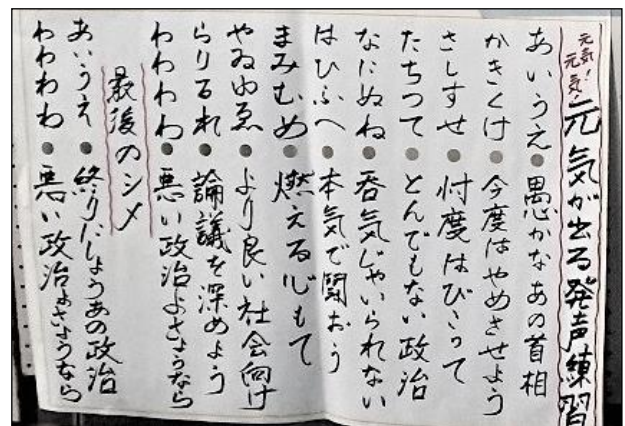 元気!
元気!
元気が出る発声練習
あいうえ●愚かなあの首相
かきくけ●今度はやめさせよう
さしすせ●忖度はびこって
たちつて●とんでもない政治
なにぬね●呑気じゃいられない
はひふへ●本気で闘おう
まみむめ●燃える心もて
やゐゆゑ●より良い社会向け
らりるれ●論議を深めよう
わわわわ●悪い政治よさようなら
最後のシメ
あいうえ●終りにしょうあの政治
わわわわ●悪い政治よさようなら